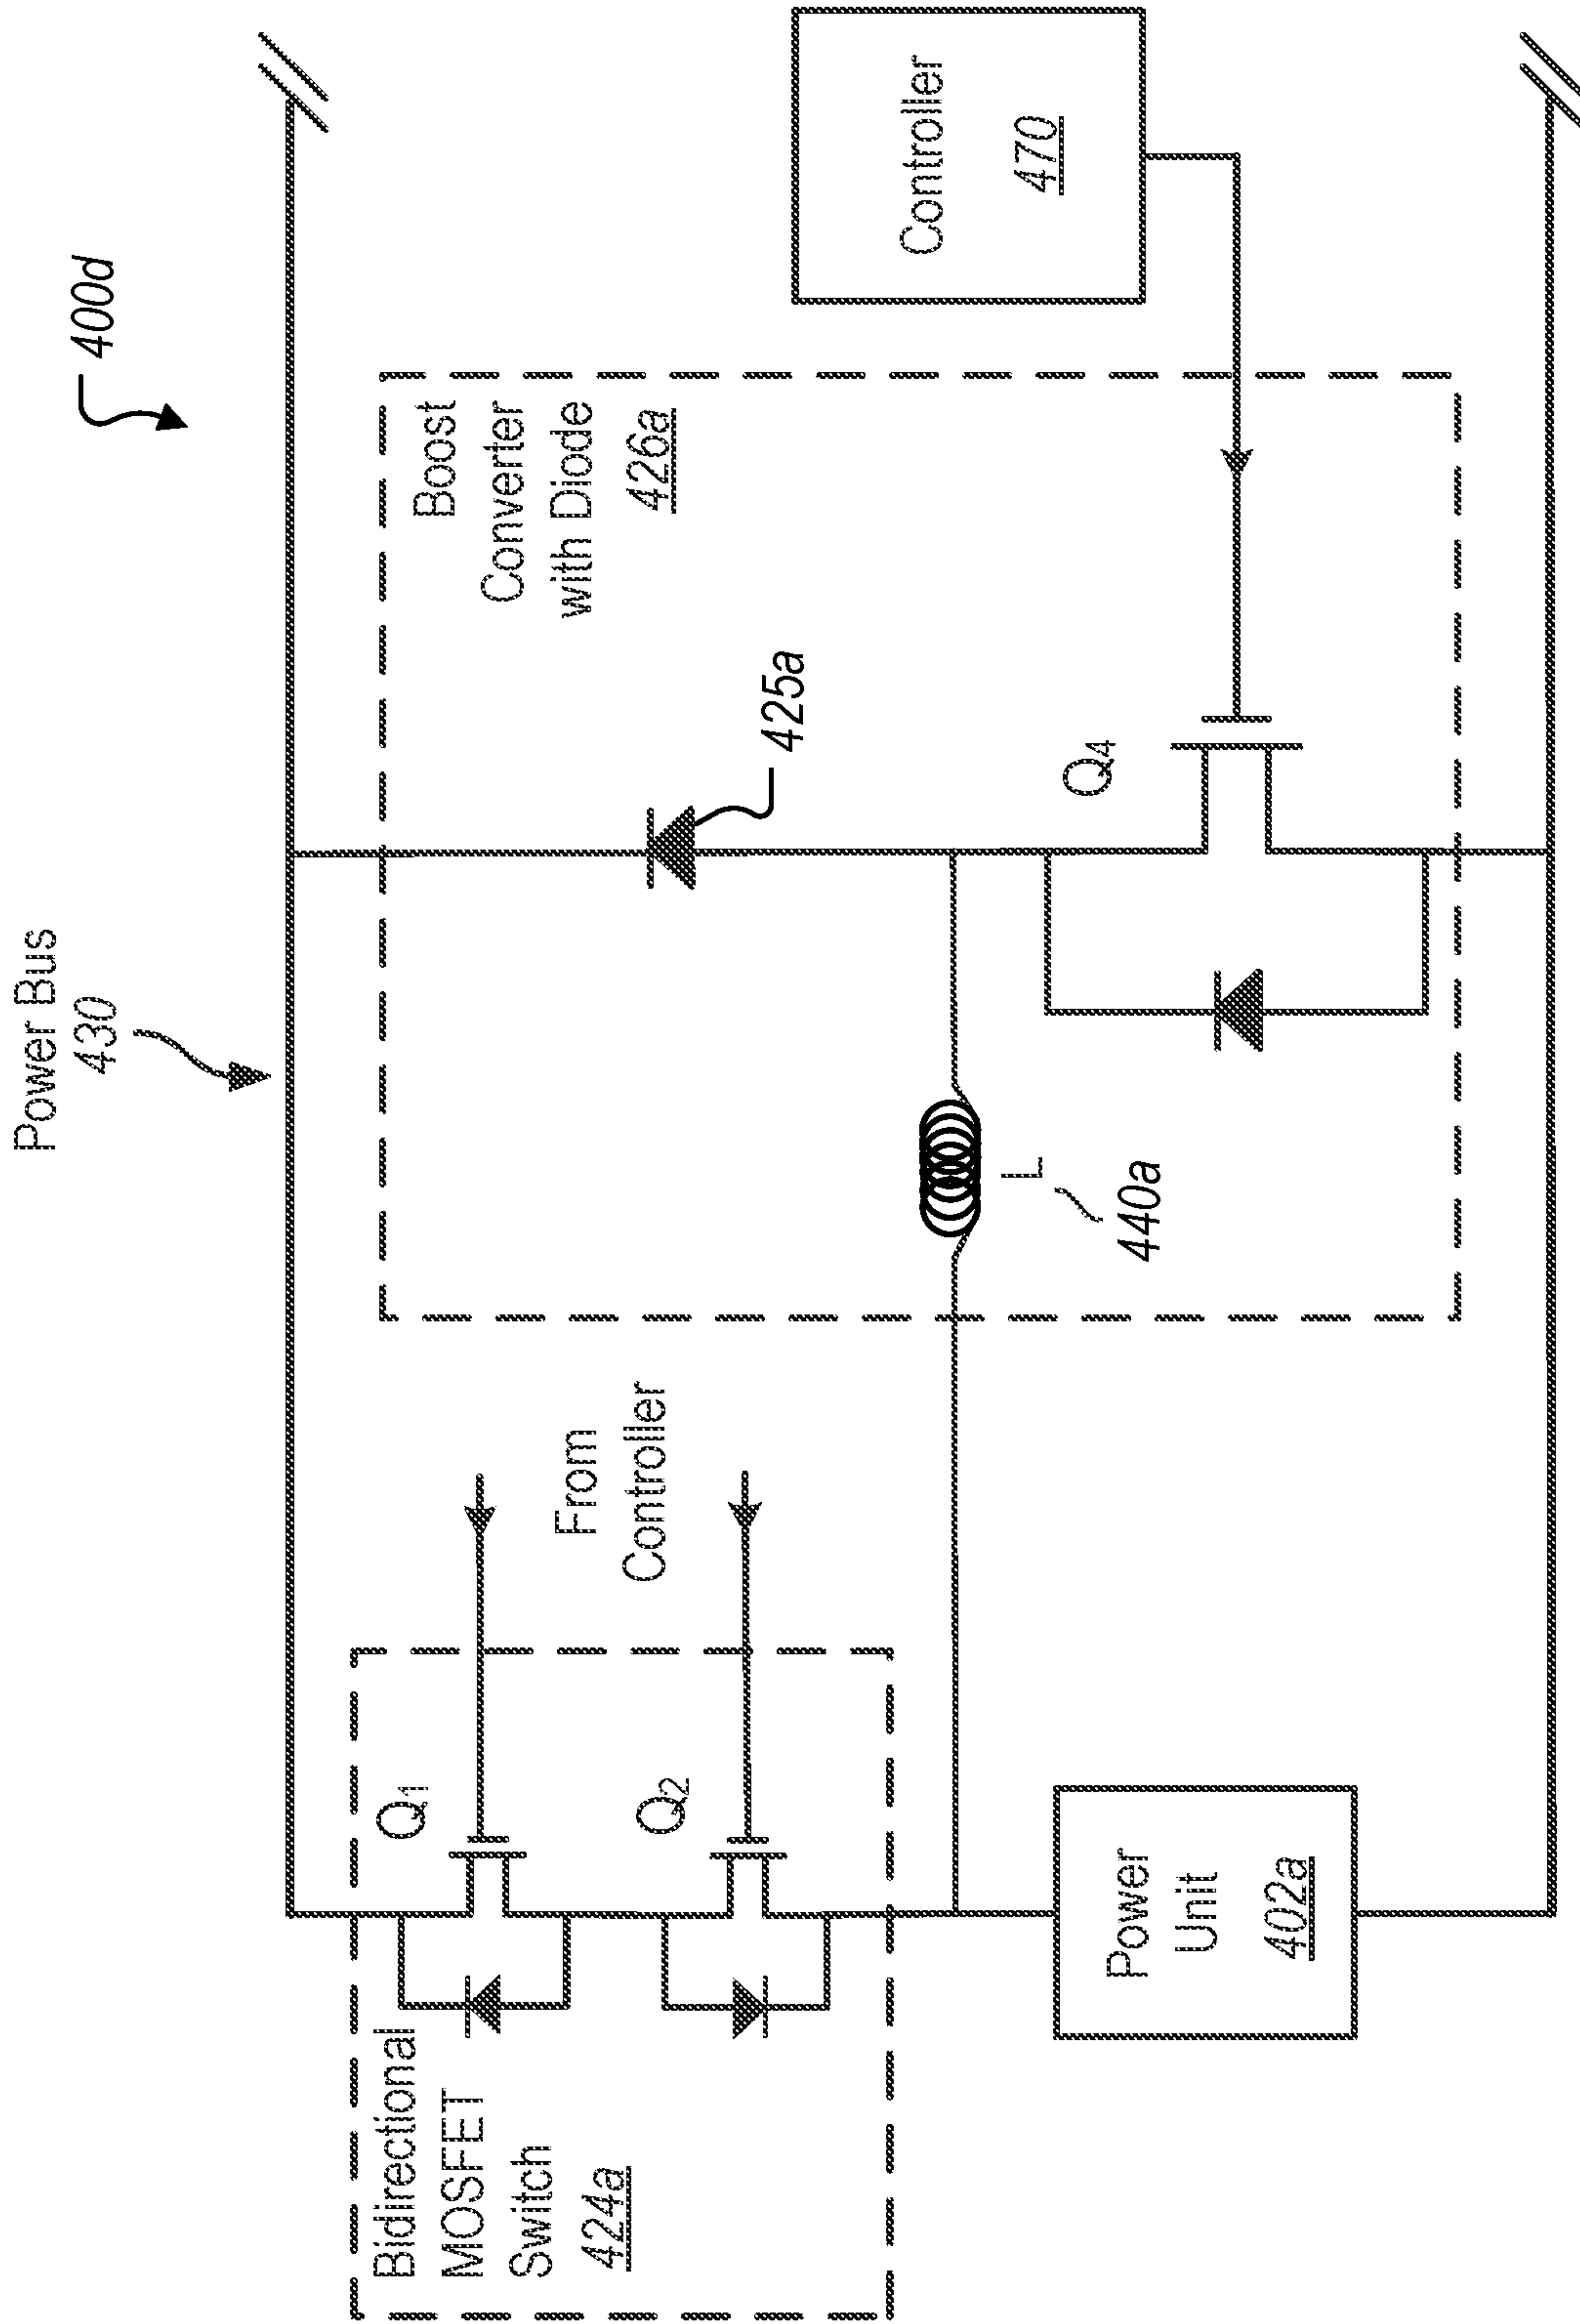 400d
Power Bus
430
Bidirectional
MOSFET
Switch
424a
Q1
Q2
From
Controller
Boost
Converter
with Diode
426a
425a
L
440a
Q4
Controller
470
Power
Unit
402a